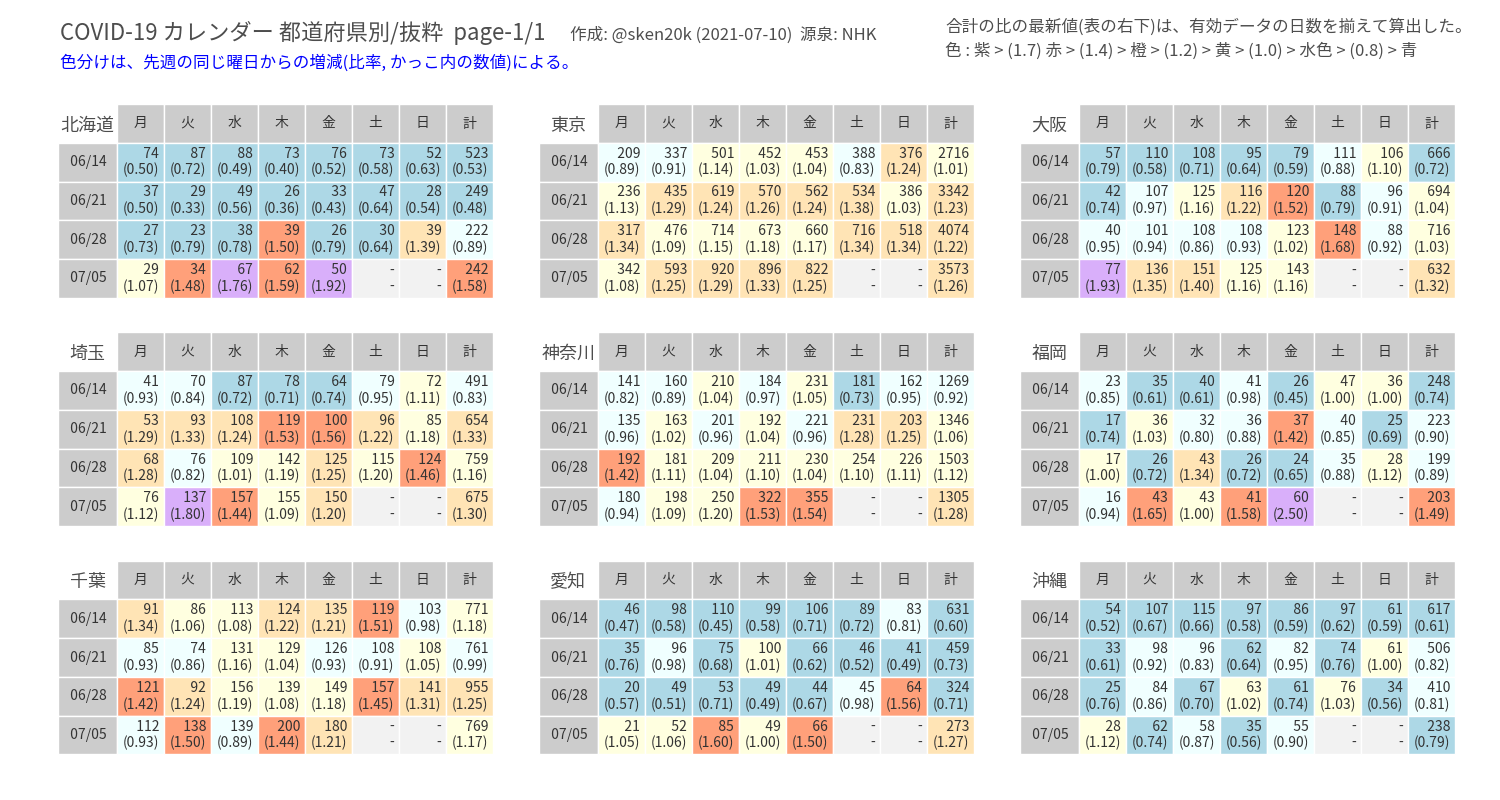 COVID-19 カレンダー 都道府県別/抜粋 page-1/1 作成: @sken20k (2021-07-10) 源泉: NHK
合計の比の最新値(表の右下)は、有効データの日数を揃えて算出した。
色分けは、先週の同じ曜日からの増減(比率, かっこ内の数値)による。
色 : 紫 > (1.7) 赤 > (1.4) > 橙 > (1.2) > 黄 > (1.0) > 水色 > (0.8) > 青
北海道 月 火 水 木 金 土 日 計
06/14 74 87 88 73 76 73 52 523
(0.50) (0.72) (0.49) (0.40) (0.52) (0.58) (0.63) (0.53)
06/21 37 29 49 26 33 47 28 249
(0.50) (0.33) (0.56) (0.36) (0.43) (0.64) (0.54) (0.48)
06/28 27 23 38 39 26 30 39 222
(0.73) (0.79) (0.78) (1.50) (0.79) (0.64) (1.39) (0.89)
07/05 29 34 67 62 50 - - 242
(1.07) (1.48) (1.76) (1.59) (1.92) - - (1.58)
東京 月 火 水 木 金 土 日 計
06/14 209 337 501 452 453 388 376 2716
(0.89) (0.91) (1.14) (1.03) (1.04) (0.83) (1.24) (1.01)
06/21 236 435 619 570 562 534 386 3342
(1.13) (1.29) (1.24) (1.26) (1.24) (1.38) (1.03) (1.23)
06/28 317 476 714 673 660 716 518 4074
(1.34) (1.09) (1.15) (1.18) (1.17) (1.34) (1.34) (1.22)
07/05 342 593 920 896 822 - - 3573
(1.08) (1.25) (1.29) (1.33) (1.25) - - (1.26)
大阪 月 火 水 木 金 土 日 計
06/14 57 110 108 95 79 111 106 666
(0.79) (0.58) (0.71) (0.64) (0.59) (0.88) (1.10) (0.72)
06/21 42 107 125 116 120 88 96 694
(0.74) (0.97) (1.16) (1.22) (1.52) (0.79) (0.91) (1.04)
06/28 40 101 108 108 123 148 88 716
(0.95) (0.94) (0.86) (0.93) (1.02) (1.68) (0.92) (1.03)
07/05 77 136 151 125 143 - - 632
(1.93) (1.35) (1.40) (1.16) (1.16) - - (1.32)
埼玉 月 火 水 木 金 土 日 計
06/14 41 70 87 78 64 79 72 491
(0.93) (0.84) (0.72) (0.71) (0.74) (0.95) (1.11) (0.83)
06/21 53 93 108 119 100 96 85 654
(1.29) (1.33) (1.24) (1.53) (1.56) (1.22) (1.18) (1.33)
06/28 68 76 109 142 125 115 124 759
(1.28) (0.82) (1.01) (1.19) (1.25) (1.20) (1.46) (1.16)
07/05 76 137 157 155 150 - - 675
(1.12) (1.80) (1.44) (1.09) (1.20) - - (1.30)
神奈川 月 火 水 木 金 土 日 計
06/14 141 160 210 184 231 181 162 1269
(0.82) (0.89) (1.04) (0.97) (1.05) (0.73) (0.95) (0.92)
06/21 135 163 201 192 221 231 203 1346
(0.96) (1.02) (0.96) (1.04) (0.96) (1.28) (1.25) (1.06)
06/28 192 181 209 211 230 254 226 1503
(1.42) (1.11) (1.04) (1.10) (1.04) (1.10) (1.11) (1.12)
07/05 180 198 250 322 355 - - 1305
(0.94) (1.09) (1.20) (1.53) (1.54) - - (1.28)
福岡 月 火 水 木 金 土 日 計
06/14 23 35 40 41 26 47 36 248
(0.85) (0.61) (0.61) (0.98) (0.45) (1.00) (1.00) (0.74)
06/21 17 36 32 36 37 40 25 223
(0.74) (1.03) (0.80) (0.88) (1.42) (0.85) (0.69) (0.90)
06/28 17 26 43 26 24 35 28 199
(1.00) (0.72) (1.34) (0.72) (0.65) (0.88) (1.12) (0.89)
07/05 16 43 43 41 60 - - 203
(0.94) (1.65) (1.00) (1.58) (2.50) - - (1.49)
千葉 月 火 水 木 金 土 日 計
06/14 91 86 113 124 135 119 103 771
(1.34) (1.06) (1.08) (1.22) (1.21) (1.51) (0.98) (1.18)
06/21 85 74 131 129 126 108 108 761
(0.93) (0.86) (1.16) (1.04) (0.93) (0.91) (1.05) (0.99)
06/28 121 92 156 139 149 157 141 955
(1.42) (1.24) (1.19) (1.08) (1.18) (1.45) (1.31) (1.25)
07/05 112 138 139 200 180 - - 769
(0.93) (1.50) (0.89) (1.44) (1.21) - - (1.17)
愛知 月 火 水 木 金 土 日 計
06/14 46 98 110 99 106 89 83 631
(0.47) (0.58) (0.45) (0.58) (0.71) (0.72) (0.81) (0.60)
06/21 35 96 75 100 66 46 41 459
(0.76) (0.98) (0.68) (1.01) (0.62) (0.52) (0.49) (0.73)
06/28 20 49 53 49 44 45 64 324
(0.57) (0.51) (0.71) (0.49) (0.67) (0.98) (1.56) (0.71)
07/05 21 52 85 49 66 - - 273
(1.05) (1.06) (1.60) (1.00) (1.50) - - (1.27)
沖縄 月 火 水 木 金 土 日 計
06/14 54 107 115 97 86 97 61 617
(0.52) (0.67) (0.66) (0.58) (0.59) (0.62) (0.59) (0.61)
06/21 33 98 96 62 82 74 61 506
(0.61) (0.92) (0.83) (0.64) (0.95) (0.76) (1.00) (0.82)
06/28 25 84 67 63 61 76 34 410
(0.76) (0.86) (0.70) (1.02) (0.74) (1.03) (0.56) (0.81)
07/05 28 62 58 35 55 - - 238
(1.12) (0.74) (0.87) (0.56) (0.90) - - (0.79)